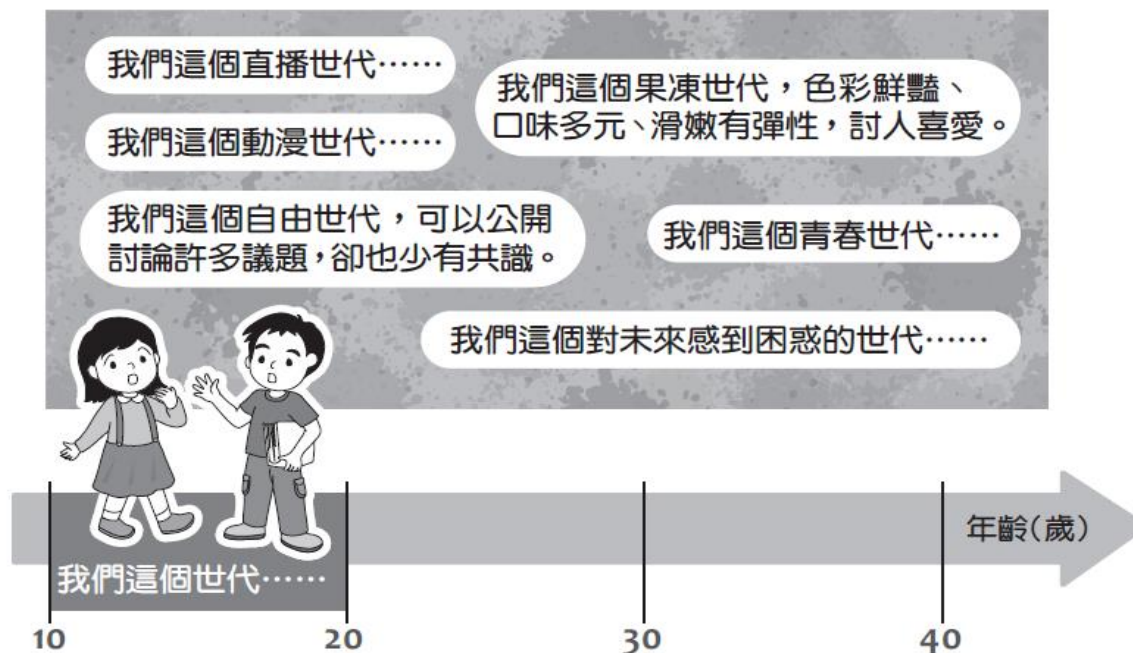 我們這個直播世代……
我們這個果凍世代，色彩鮮豔、
口味多元、滑嫩有彈性，討人喜愛。
我們這個動漫世代……
我們這個自由世代，可以公開
討論許多議題，卻也少有共識。
我們這個青春世代……
我們這個對未來感到困惑的世代……
年齡(歲)
我們這個世代……
10
20
30
40